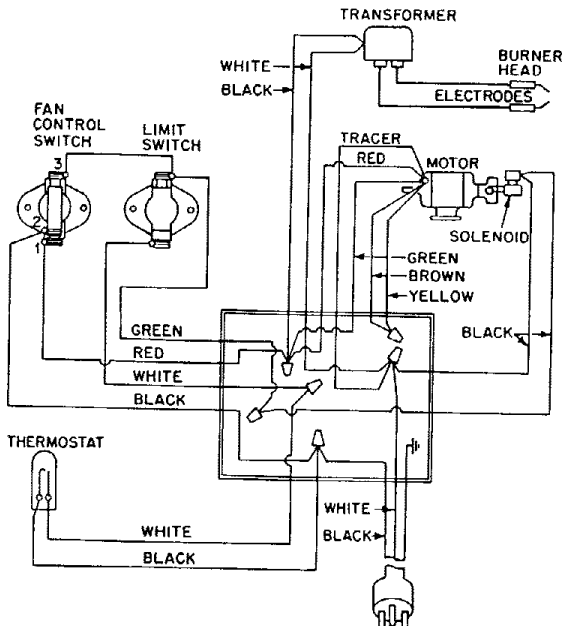 TRANSFORMER
WHITE
BLACK
BURNER
HEAD
ELECTRODES
FAN
CONTROL
SWITCH
LIMIT
SWITCH
3
2
1
TRACER
RED
MOTOR
SOLENOID
GREEN
BROWN
YELLOW
BLACK
GREEN
RED
WHITE
BLACK
THERMOSTAT
WHITE
BLACK
WHITE
BLACK